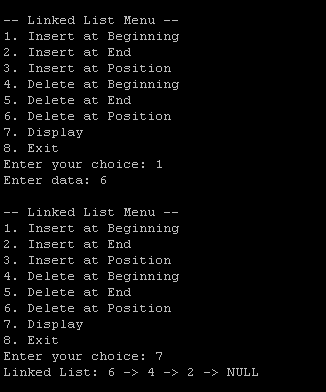 -- Linked List Menu --
1. Insert at Beginning
2. Insert at End
3. Insert at Position
4. Delete at Beginning
5. Delete at End
6. Delete at Position
7. Display
8. Exit
Enter your choice: 1
Enter data: 6

-- Linked List Menu --
1. Insert at Beginning
2. Insert at End
3. Insert at Position
4. Delete at Beginning
5. Delete at End
6. Delete at Position
7. Display
8. Exit
Enter your choice: 7
Linked List: 6 -> 4 -> 2 -> NULL